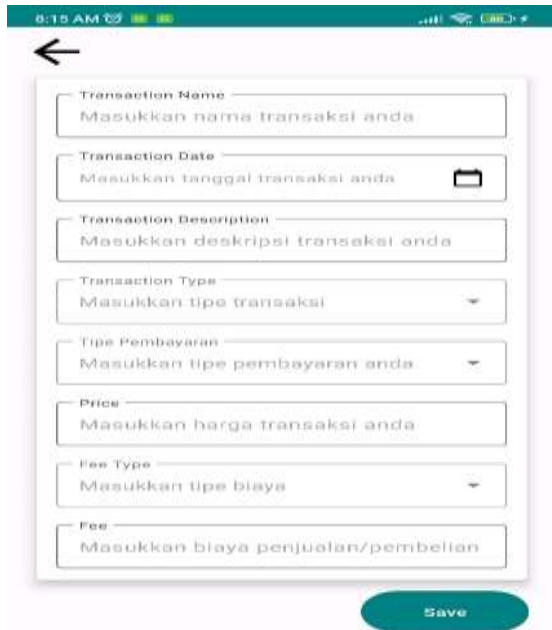 8:15 AM
Transaction Name
Masukkan nama transaksi anda
Transaction Date
Masukkan tanggal transaksi anda
Transaction Description
Masukkan deskripsi transaksi anda
Transaction Type
Masukkan tipe transaksi
Tipe Pembayaran
Masukkan tipe pembayaran anda
Price
Masukkan harga transaksi anda
Fee Type
Masukkan tipe biaya
Fee
Masukkan biaya penjualan/pembelian
Save